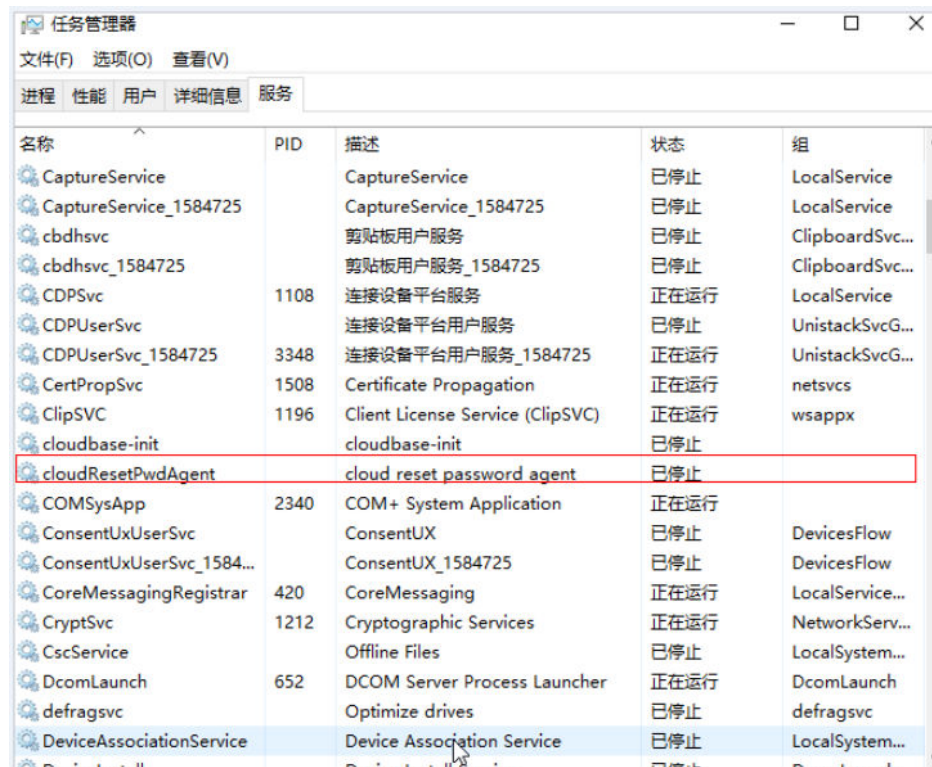 任务管理器
文件(F) 选项(O) 查看(V)
进程 性能 用户 详细信息 服务
名称 PID 描述 状态 组
CaptureService CaptureService 已停止 LocalService
CaptureService_1584725 CaptureService_1584725 已停止 LocalService
cbdhsvc 剪贴板用户服务 已停止 ClipboardSvc...
cbdhsvc_1584725 剪贴板用户服务_1584725 已停止 ClipboardSvc...
CDPSvc 1108 连接设备平台服务 正在运行 LocalService
CDPUserSvc 连接设备平台用户服务 已停止 UnistackSvcG...
CDPUserSvc_1584725 3348 连接设备平台用户服务_1584725 正在运行 UnistackSvcG...
CertPropSvc 1508 Certificate Propagation 正在运行 netsvcs
ClipSVC 1196 Client License Service (ClipSVC) 正在运行 wsappx
cloudbase-init cloudbase-init 已停止
cloudResetPwdAgent cloud reset password agent 已停止
COMSysApp 2340 COM+ System Application 正在运行
ConsentUxUserSvc ConsentUX 已停止 DevicesFlow
ConsentUxUserSvc_1584... ConsentUX_1584725 已停止 DevicesFlow
CoreMessagingRegistrar 420 CoreMessaging 正在运行 LocalService...
CryptSvc 1212 Cryptographic Services 正在运行 NetworkServ...
CscService Offline Files 已停止 LocalSystem...
DcomLaunch 652 DCOM Server Process Launcher 正在运行 DcomLaunch
defragsvc Optimize drives 已停止 defragsvc
DeviceAssociationService Device Association Service 已停止 LocalSystem...